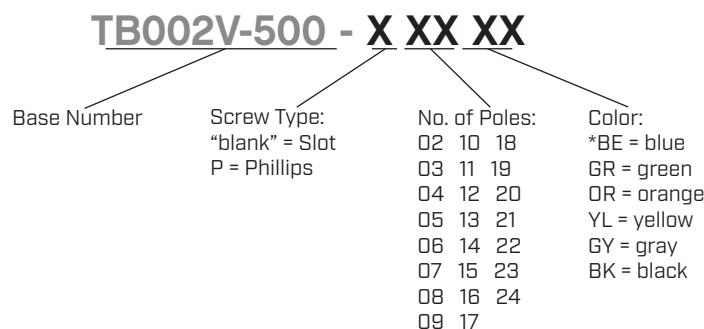 TB002V-500 - X XX XX
Base Number
Screw Type:
“blank” = Slot
P = Phillips
No. of Poles:
02 10 18
03 11 19
04 12 20
05 13 21
06 14 22
07 15 23
08 16 24
09 17
Color:
*BE = blue
GR = green
OR = orange
YL = yellow
GY = gray
BK = black